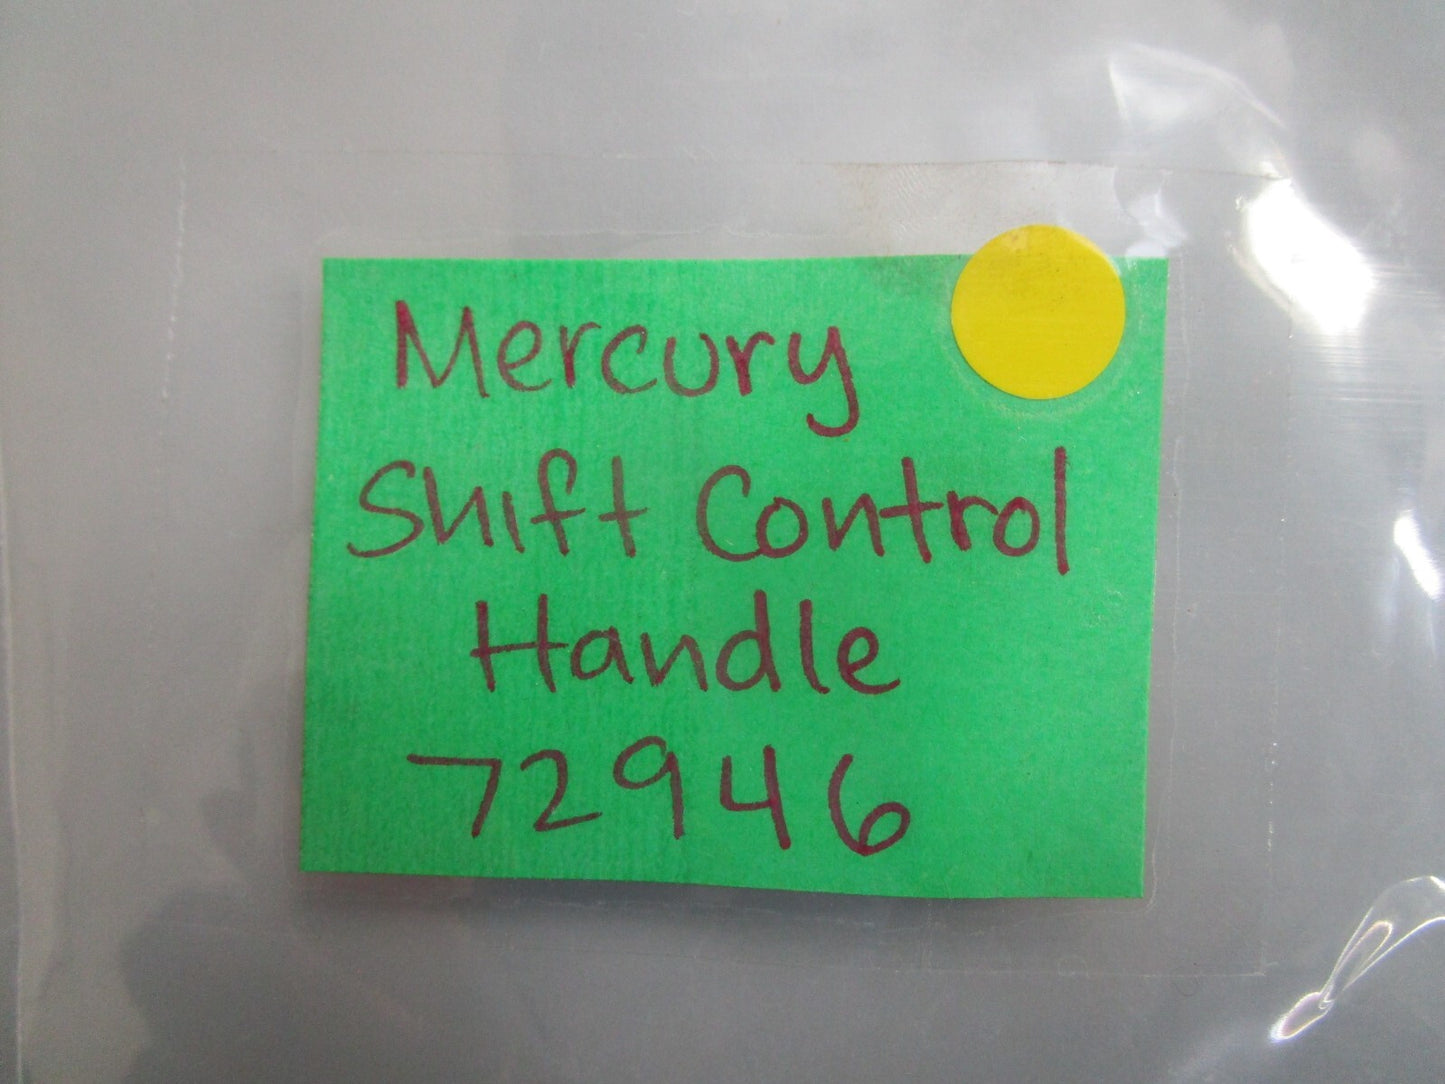 Mercury
Shift Control
Handle
72946